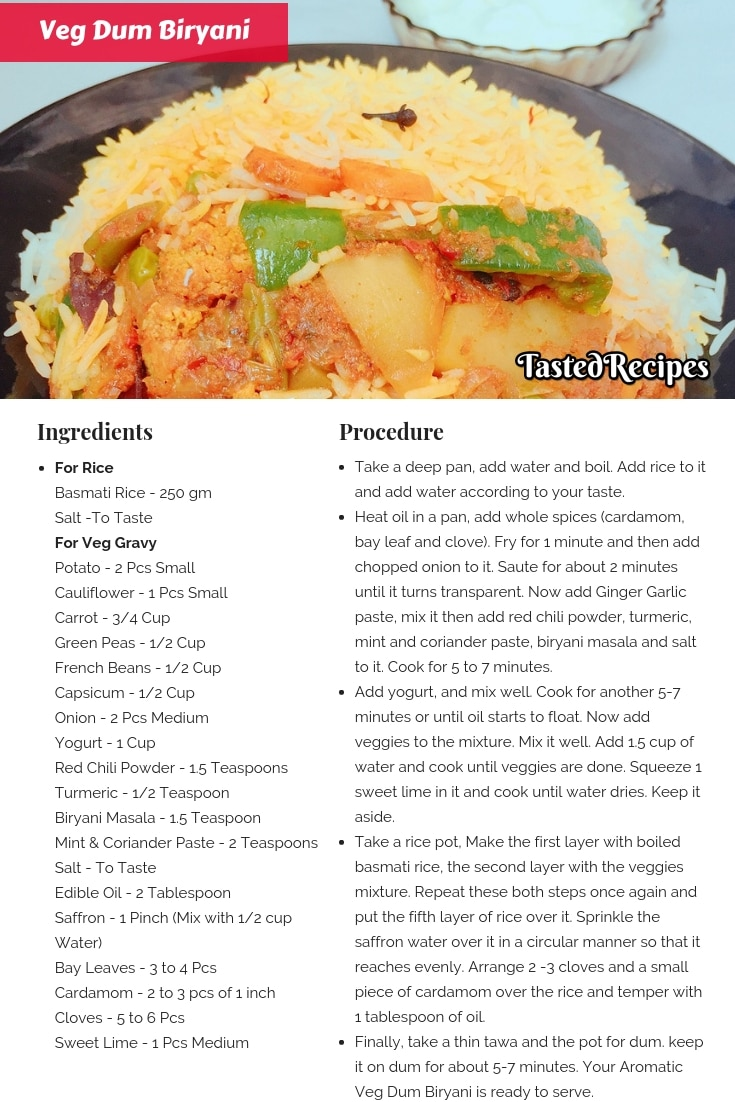 Veg Dum Biryani
TastedRecipes
Ingredients
For Rice
Basmati Rice - 250 gm
Salt -To Taste
For Veg Gravy
Potato - 2 Pcs Small
Cauliflower - 1 Pcs Small
Carrot - 3/4 Cup
Green Peas - 1/2 Cup
French Beans - 1/2 Cup
Capsicum - 1/2 Cup
Onion - 2 Pcs Medium
Yogurt - 1 Cup
Red Chili Powder - 1.5 Teaspoons
Turmeric - 1/2 Teaspoon
Biryani Masala - 1.5 Teaspoon
Mint & Coriander Paste - 2 Teaspoons
Salt - To Taste
Edible Oil - 2 Tablespoon
Saffron - 1 Pinch (Mix with 1/2 cup
Water)
Bay Leaves - 3 to 4 Pcs
Cardamom - 2 to 3 pcs of 1 inch
Cloves - 5 to 6 Pcs
Sweet Lime - 1 Pcs Medium
Procedure
Take a deep pan, add water and boil. Add rice to it
and add water according to your taste.
Heat oil in a pan, add whole spices (cardamom,
bay leaf and clove). Fry for 1 minute and then add
chopped onion to it. Saute for about 2 minutes
until it turns transparent. Now add Ginger Garlic
paste, mix it then add red chili powder, turmeric,
mint and coriander paste, biryani masala and salt
to it. Cook for 5 to 7 minutes.
Add yogurt, and mix well. Cook for another 5-7
minutes or until oil starts to float. Now add
veggies to the mixture. Mix it well. Add 1.5 cup of
water and cook until veggies are done. Squeeze 1
sweet lime in it and cook until water dries. Keep it
aside.
Take a rice pot, Make the first layer with boiled
basmati rice, the second layer with the veggies
mixture. Repeat these both steps once again and
put the fifth layer of rice over it. Sprinkle the
saffron water over it in a circular manner so that it
reaches evenly. Arrange 2 -3 cloves and a small
piece of cardamom over the rice and temper with
1 tablespoon of oil.
Finally, take a thin tawa and the pot for dum. keep
it on dum for about 5-7 minutes. Your Aromatic
Veg Dum Biryani is ready to serve.